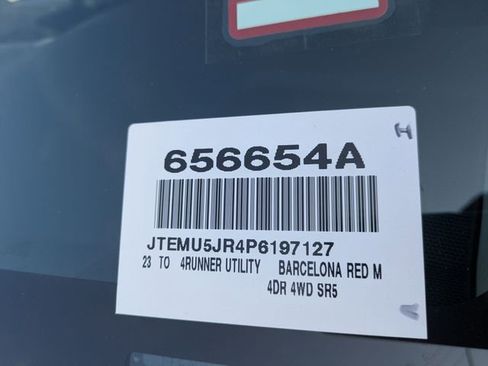 656654A
JTEMU5JR4P6197127
23 TO 4RUNNER UTILITY BARCELONA RED M
4DR 4WD SR5